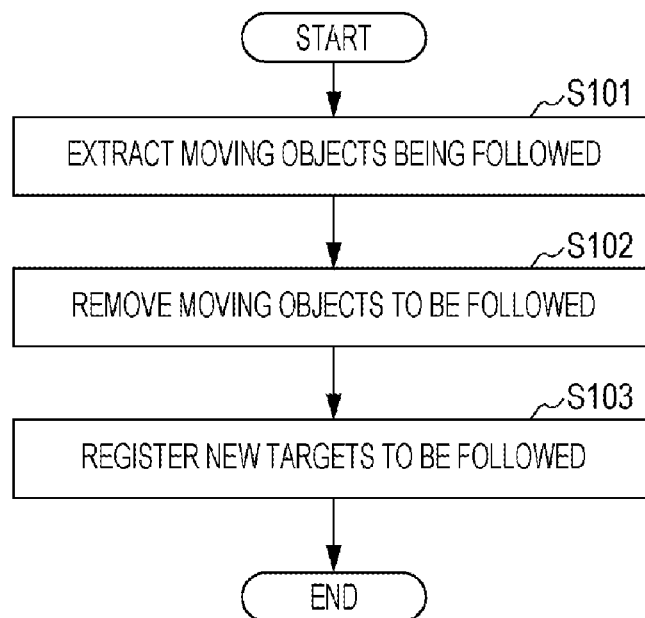 START
S101
EXTRACT MOVING OBJECTS BEING FOLLOWED
S102
REMOVE MOVING OBJECTS TO BE FOLLOWED
S103
REGISTER NEW TARGETS TO BE FOLLOWED
END